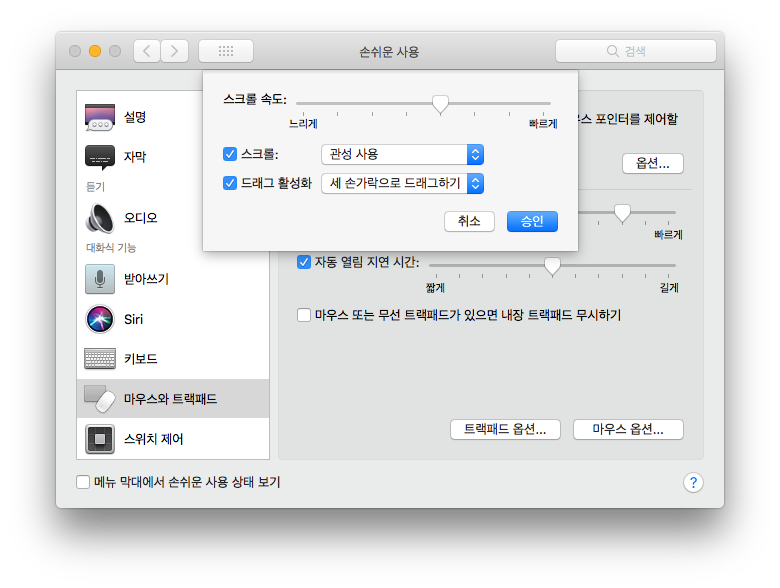 손쉬운 사용
검색
스크롤 속도:
느리게
빠르게
스크롤:
관성 사용
드래그 활성화
세 손가락으로 드래그하기
취소
승인
설명
자막
듣기
오디오
대화식 기능
받아쓰기
Siri
키보드
마우스와 트랙패드
스위치 제어
스 포인터를 제어할
옵션...
빠르게
자동 열림 지연 시간:
짧게
길게
마우스 또는 무선 트랙패드가 있으면 내장 트랙패드 무시하기
트랙패드 옵션...
마우스 옵션...
메뉴 막대에서 손쉬운 사용 상태 보기
?